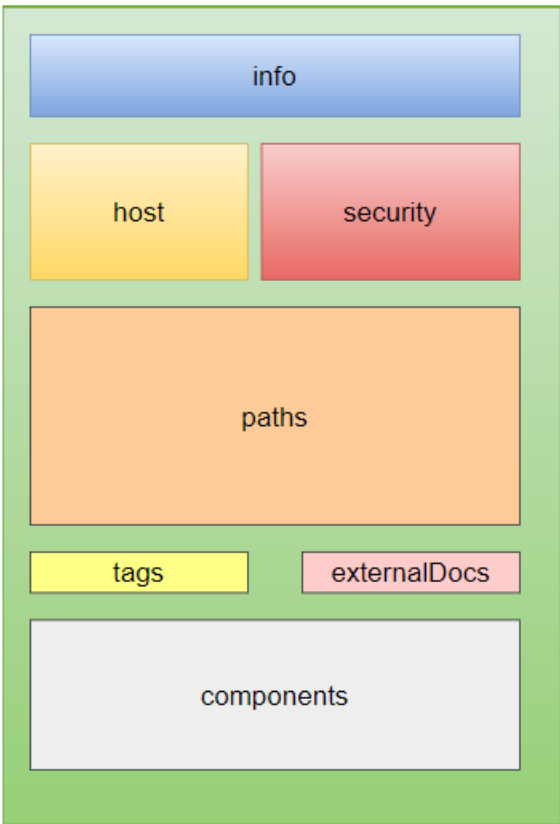 info
host
security
paths
tags
externalDocs
components